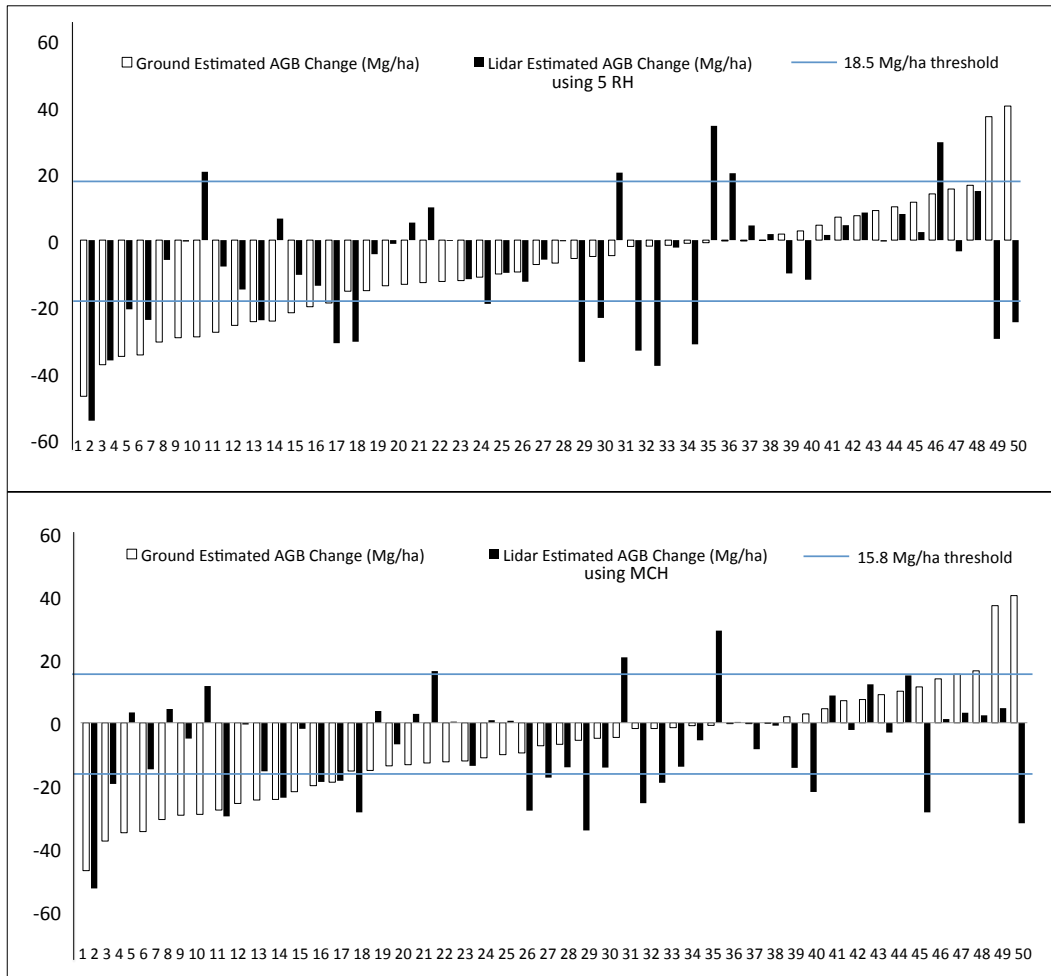 60
Ground Estimated AGB Change (Mg/ha) Lidar Estimated AGB Change (Mg/ha) 18.5 Mg/ha threshold
using 5 RH
40
20
0
-20
-40
-60
1 2 3 4 5 6 7 8 9 10 11 12 13 14 15 16 17 18 19 20 21 22 23 24 25 26 27 28 29 30 31 32 33 34 35 36 37 38 39 40 41 42 43 44 45 46 47 48 49 50
60
Ground Estimated AGB Change (Mg/ha) Lidar Estimated AGB Change (Mg/ha) 15.8 Mg/ha threshold
using MCH
40
20
0
-20
-40
-60
1 2 3 4 5 6 7 8 9 10 11 12 13 14 15 16 17 18 19 20 21 22 23 24 25 26 27 28 29 30 31 32 33 34 35 36 37 38 39 40 41 42 43 44 45 46 47 48 49 50